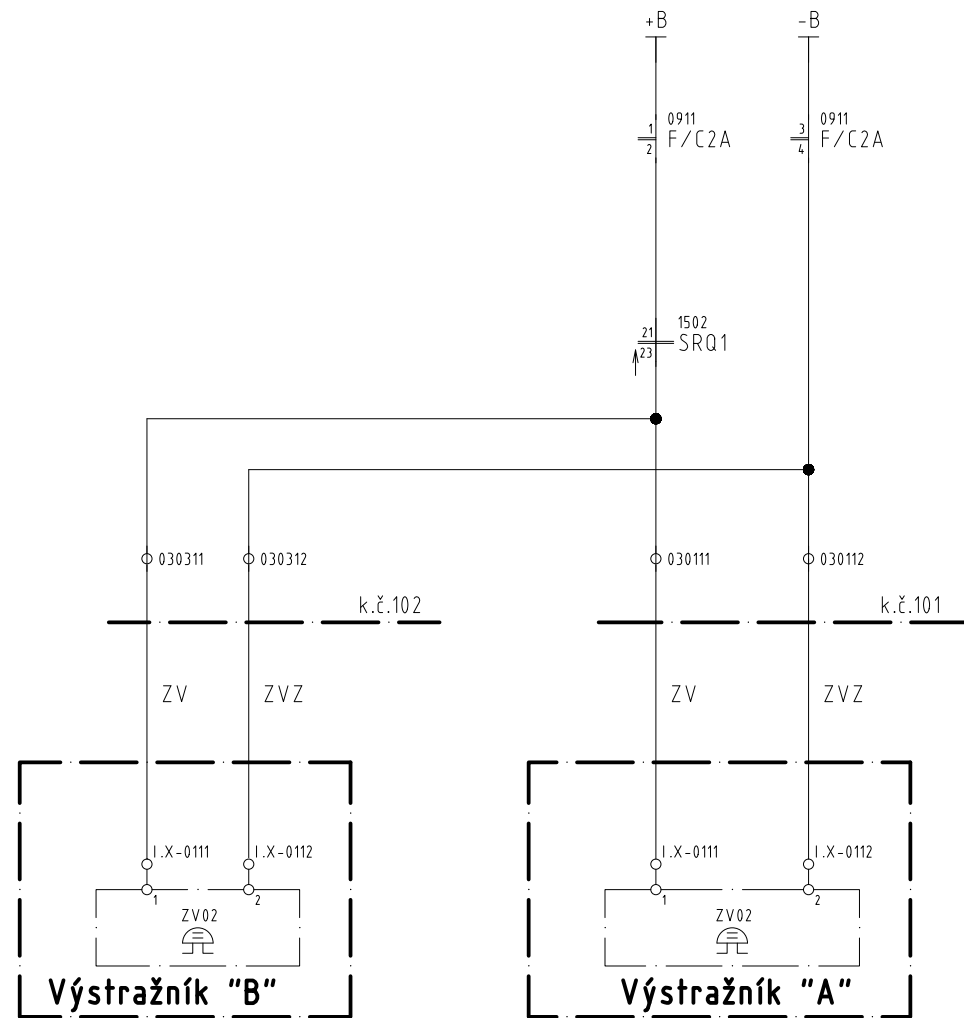 +B -B
0911 0911
1 F/C2A 3 F/C2A
2 4
1502
21 SRQ1
23
030311 030312 030111 030112
k.č.102 k.č.101
ZV ZVZ ZV ZVZ
I.X-0111 I.X-0112 I.X-0111 I.X-0112
1 2 1 2
ZV02 ZV02
Výstražník "B" Výstražník "A"